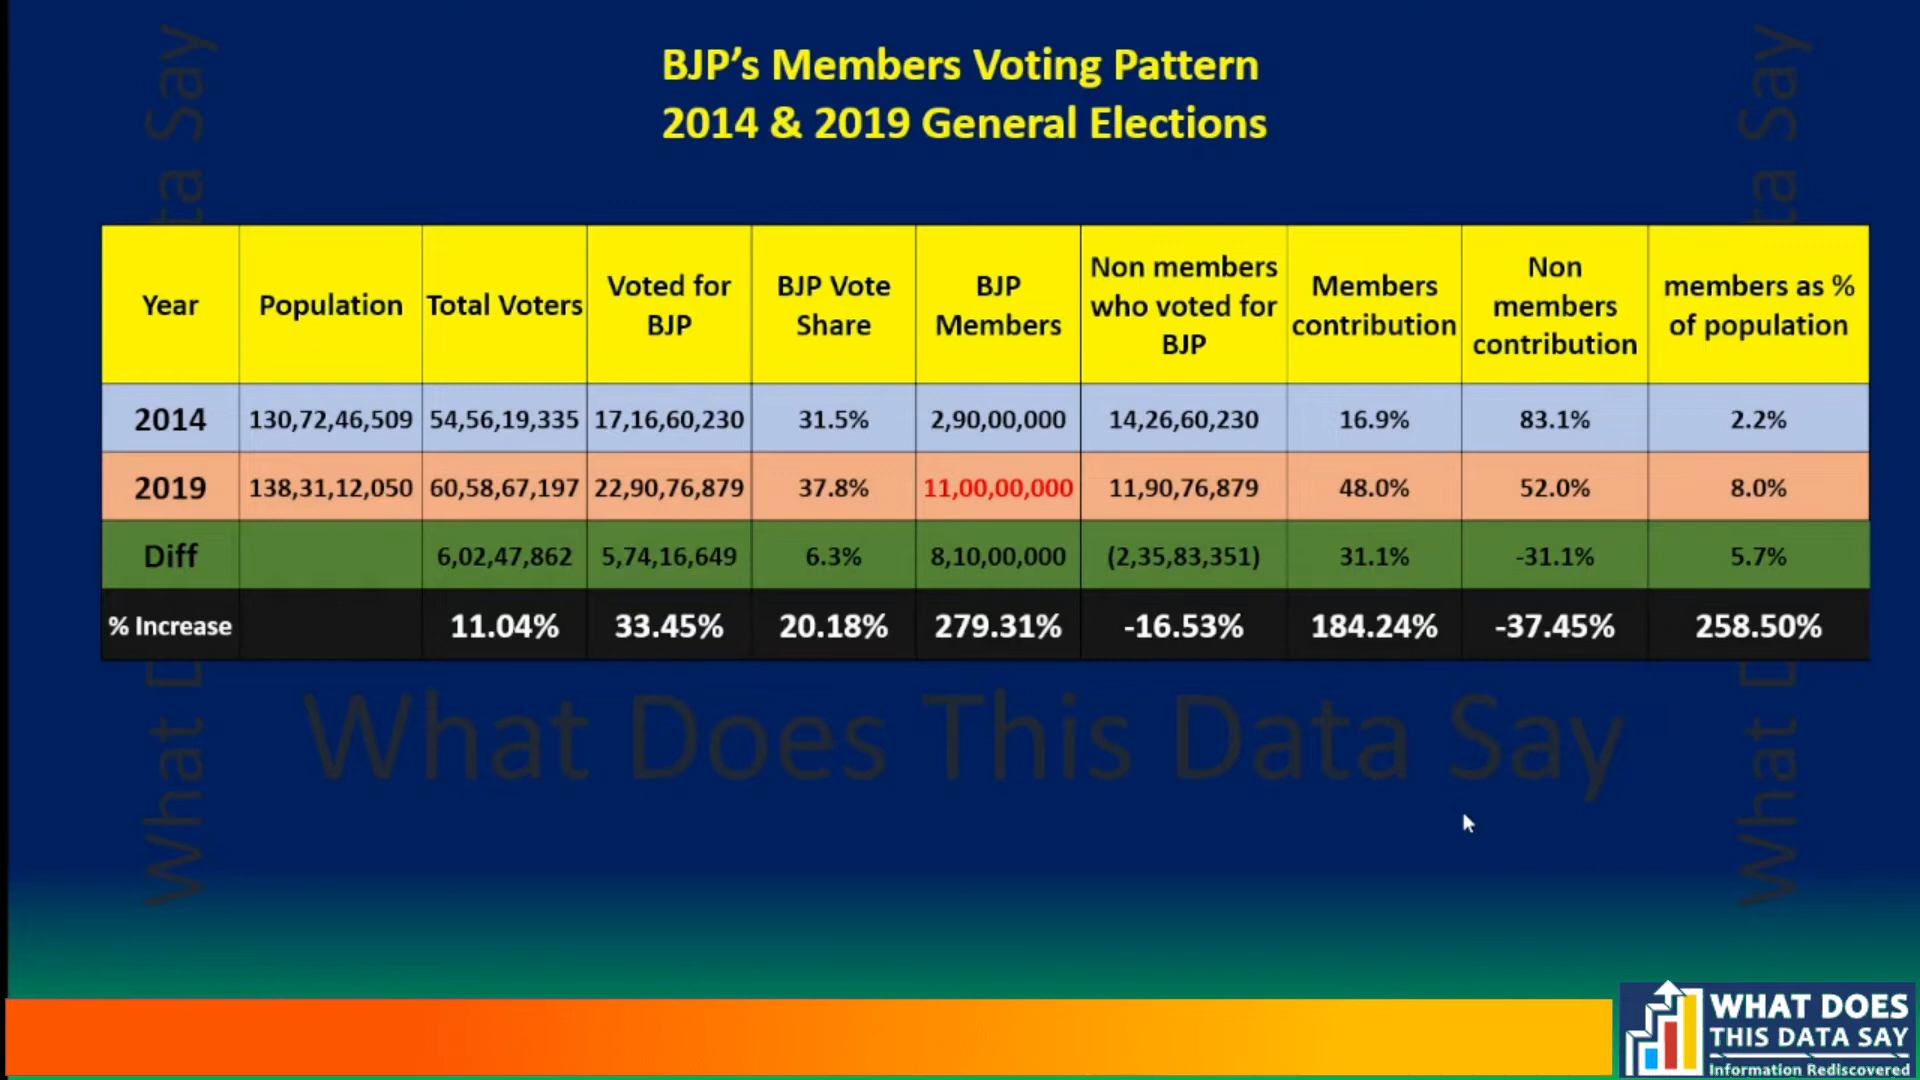 BJP's Members Voting Pattern
2014 & 2019 General Elections
Year Population Total Voters Voted for BJP BJP Vote Share BJP Members Non members who voted for BJP Members contribution Non members contribution members as % of population
2014 130,72,46,509 54,56,19,335 17,16,60,230 31.5% 2,90,00,000 14,26,60,230 16.9% 83.1% 2.2%
2019 138,31,12,050 60,58,67,197 22,90,76,879 37.8% 11,00,00,000 11,90,76,879 48.0% 52.0% 8.0%
Diff 6,02,47,862 5,74,16,649 6.3% 8,10,00,000 (2,35,83,351) 31.1% -31.1% 5.7%
% Increase 11.04% 33.45% 20.18% 279.31% -16.53% 184.24% -37.45% 258.50%
What Does This Data Say
What D
ta Say
What D
ta Say
WHAT DOES
THIS DATA SAY
Information Rediscovered